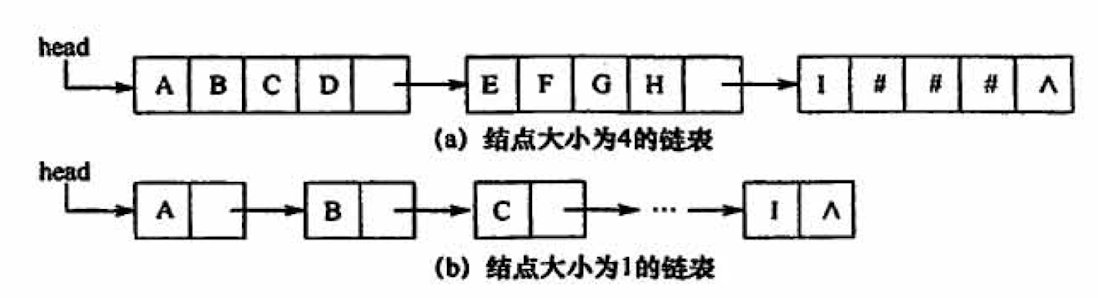 head
A B C D E F G H I # # # ∧
(a) 结点大小为4的链表
head
A B C ··· I ∧
(b) 结点大小为1的链表